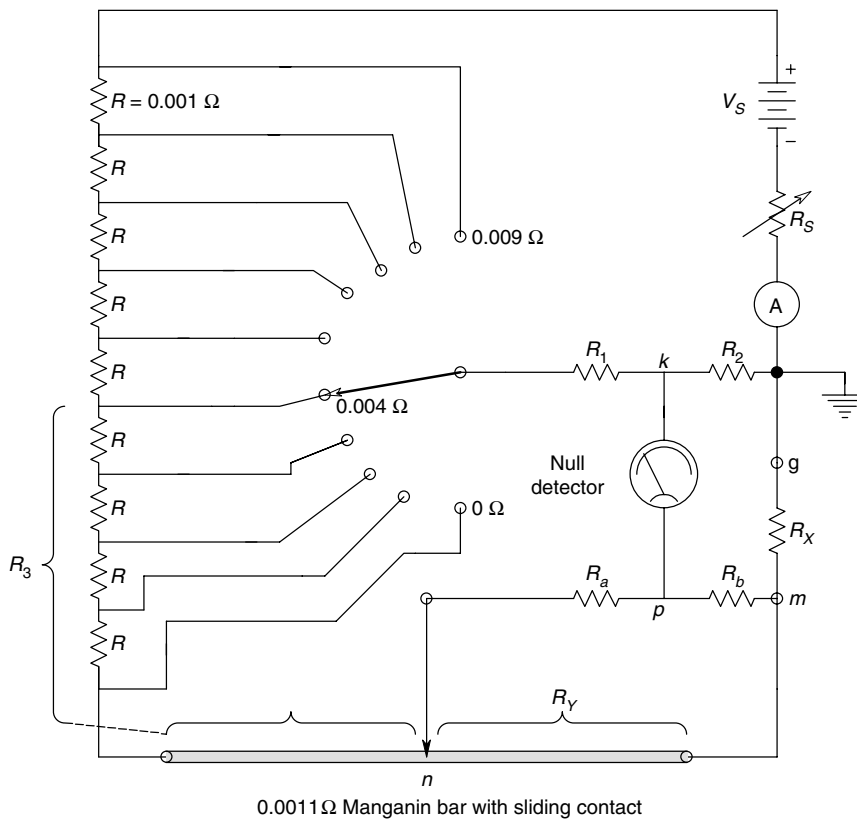 +
R = 0.001 Ω
V_S
−
R
R
0.009 Ω
R_S
R
R
A
R
R_1
k
R_2
0.004 Ω
R
R
Null
detector
g
0 Ω
R_X
R_3
R
R_a
R_b
m
p
R
R_Y
n
0.0011Ω Manganin bar with sliding contact